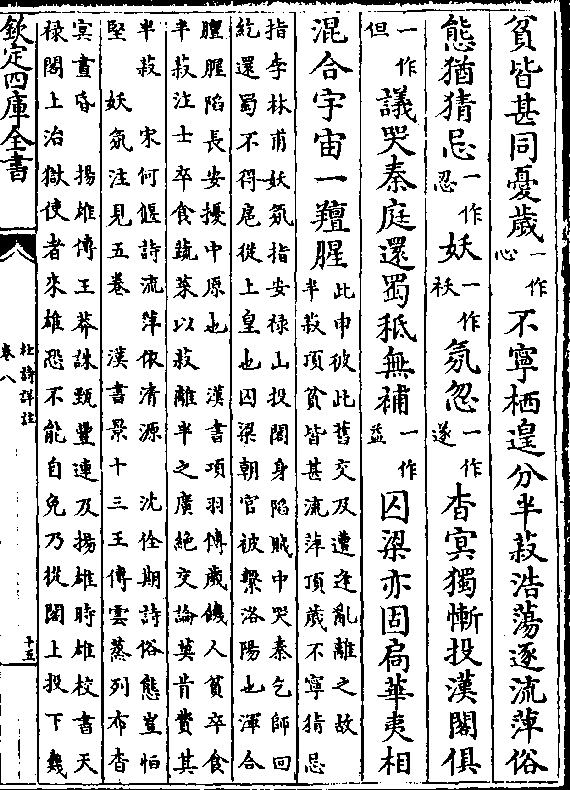 貧皆甚同憂歲一作心不寧栖遑分半菽浩蕩逐流萍俗
態猶猜忌一作忍妖一作祅氛忽一作遂杳冥獨慚投漢閣俱
一作但議哭秦庭還蜀秪無補一作益囚梁亦固扃華夷相
混合宇宙一羶腥
此申彼此舊交及遭逢亂離之故
半菽頂貧皆甚流萍頂歲不寧猜忌
指李林甫妖氛指安祿山投閣身陷賊中哭秦乞師回
紇還蜀不得扈從上皇也囚梁朝官被繫洛陽也渾合
羶腥陷長安擾中原也 漢書項羽傳歲饑人貧卒食
半菽注士卒食蔬菜以菽雜半之廣絶交論莫肯費其
半菽 宋何偃詩流萍依清源 沈佺期詩俗態豈怕
堅 妖氛注見五卷 漢書景十三王傳雲蒸列布杳
冥晝昏 揚雄傳王莽誅甄豐連及揚雄時雄校書天
祿閣上治獄使者來雄恐不能自免乃從閣上投下幾
欽定四庫全書
杜詩詳註
卷八
十五